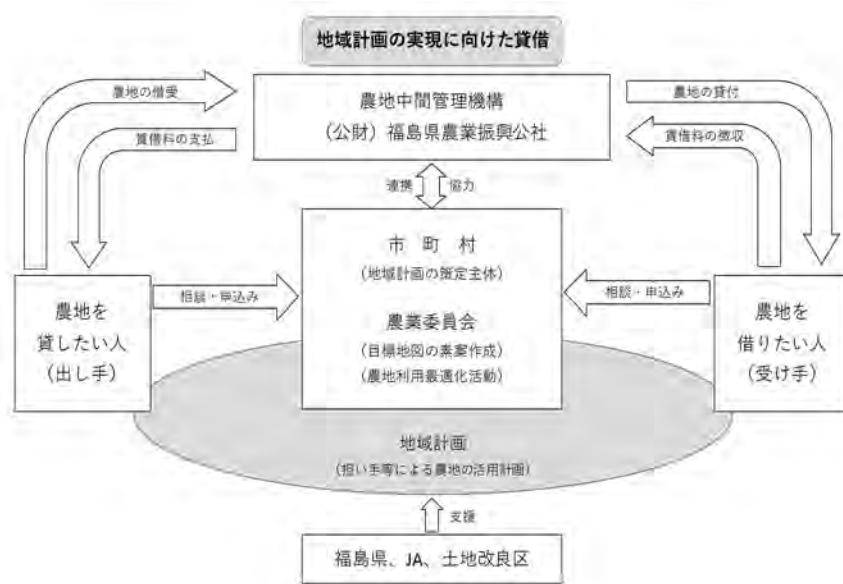 地域計画の実現に向けた貸借
農地の借受
賃借料の支払
農地中間管理機構
(公財)福島県農業振興公社
農地の貸付
賃借料の徴収
連携
協力
市 町 村
(地域計画の策定主体)
農業委員会
(目標地図の素案作成)
(農地利用最適化活動)
相談・申込み
相談・申込み
農地を
貸したい人
(出し手)
農地を
借りたい人
(受け手)
地域計画
(担い手等による農地の活用計画)
支援
福島県、JA、土地改良区